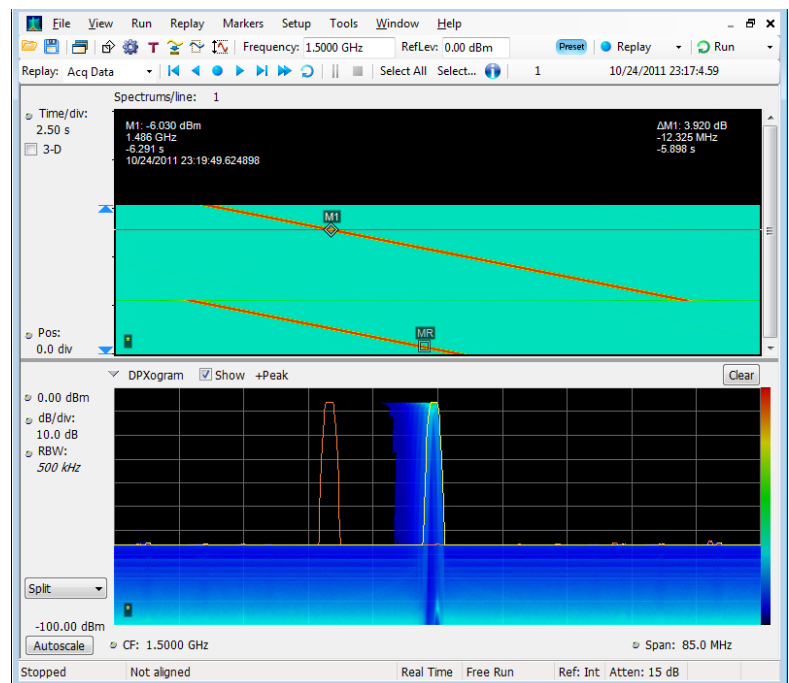 File View Run Replay Markers Setup Tools Window Help
T Frequency: 1.5000 GHz RefLev: 0.00 dBm Preset Replay Run
Replay: Acq Data Select All Select... 1 10/24/2011 23:17:4.59
Spectrums/line: 1
Time/div:
2.50 s
3-D
M1: -6.030 dBm
1.486 GHz
-6.291 s
10/24/2011 23:19:49.624898
ΔM1: 3.920 dB
-12.325 MHz
-5.898 s
M1
MR
Pos:
0.0 div
DPXogram Show +Peak Clear
0.00 dBm
dB/div:
10.0 dB
RBW:
500 kHz
Split
-100.00 dBm
Autoscale CF: 1.5000 GHz Span: 85.0 MHz
Stopped Not aligned Real Time Free Run Ref: Int Atten: 15 dB